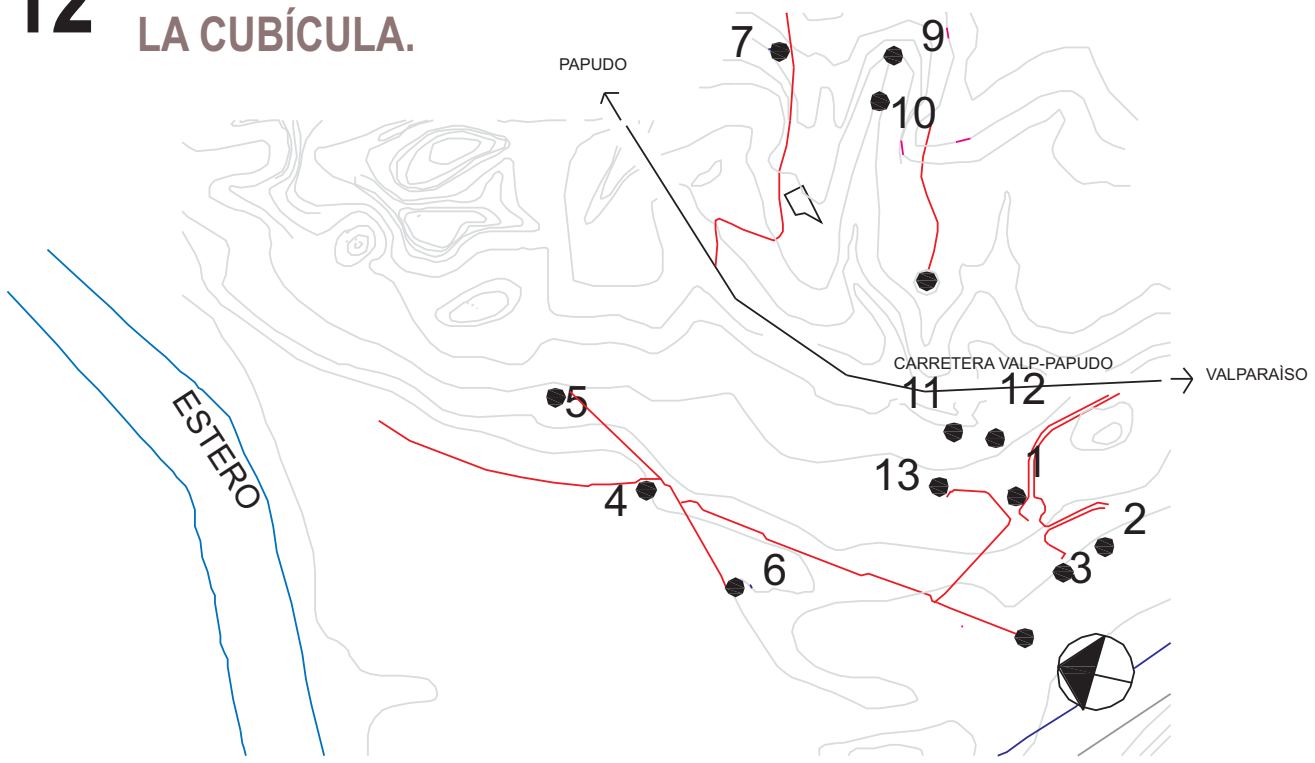 12
LA CUBÍCULA.
7
9
PAPUDO
10
CARRETERA VALP-PAPUDO
VALPARAÌSO
11
12
5
ESTERO
1
13
4
2
6
3